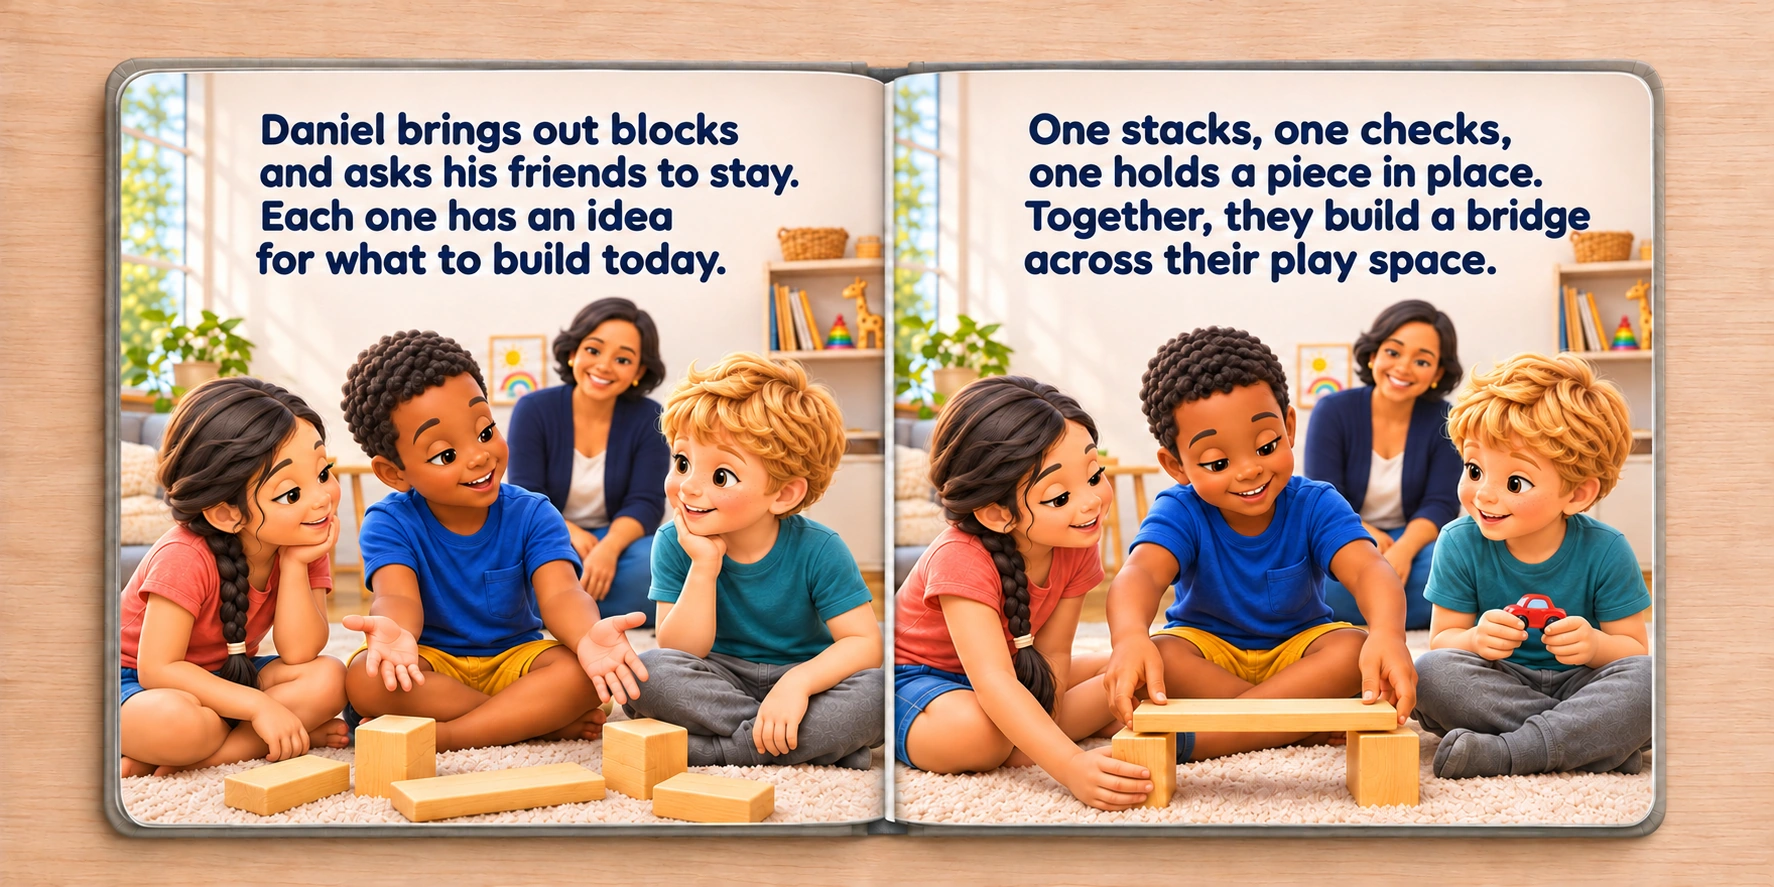 Daniel brings out blocks
and asks his friends to stay.
Each one has an idea
for what to build today.
One stacks, one checks,
one holds a piece in place.
Together, they build a bridge
across their play space.